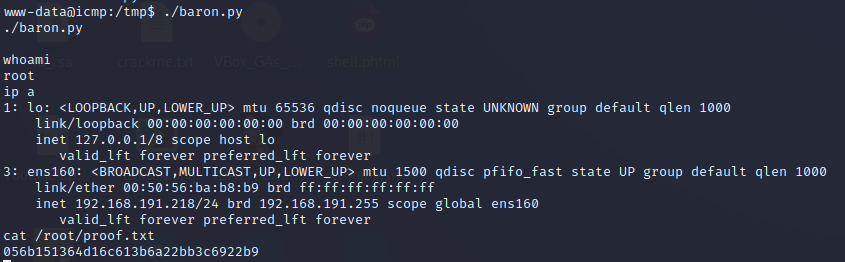 www-data@icmp:/tmp$ ./baron.py
./baron.py
whoami
root
ip a
1: lo: <LOOPBACK,UP,LOWER_UP> mtu 65536 qdisc noqueue state UNKNOWN group default qlen 1000
    link/loopback 00:00:00:00:00:00 brd 00:00:00:00:00:00
    inet 127.0.0.1/8 scope host lo
       valid_lft forever preferred_lft forever
3: ens160: <BROADCAST,MULTICAST,UP,LOWER_UP> mtu 1500 qdisc pfifo_fast state UP group default qlen 1000
    link/ether 00:50:56:ba:b8:b9 brd ff:ff:ff:ff:ff:ff
    inet 192.168.191.218/24 brd 192.168.191.255 scope global ens160
       valid_lft forever preferred_lft forever
cat /root/proof.txt
056b151364d16c613b6a22bb3c6922b9
crackme.txt
VBox_GAs_...
shell.phtml